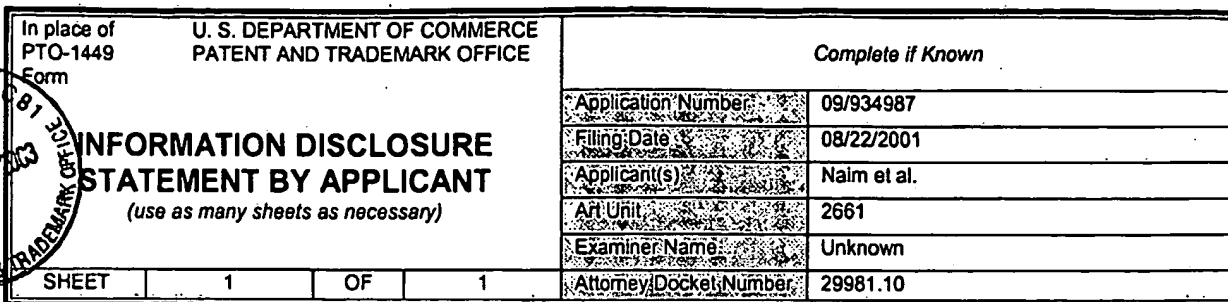 In place of U. S. DEPARTMENT OF COMMERCE
PTO-1449 PATENT AND TRADEMARK OFFICE
Form
INFORMATION DISCLOSURE
STATEMENT BY APPLICANT
(use as many sheets as necessary)
SHEET 1 OF 1
Complete if Known
Application Number 09/934987
Filing Date 08/22/2001
Applicant(s) Naim et al.
Art Unit 2661
Examiner Name Unknown
Attorney Docket Number 29981.10
TRADEMARK OFFICE